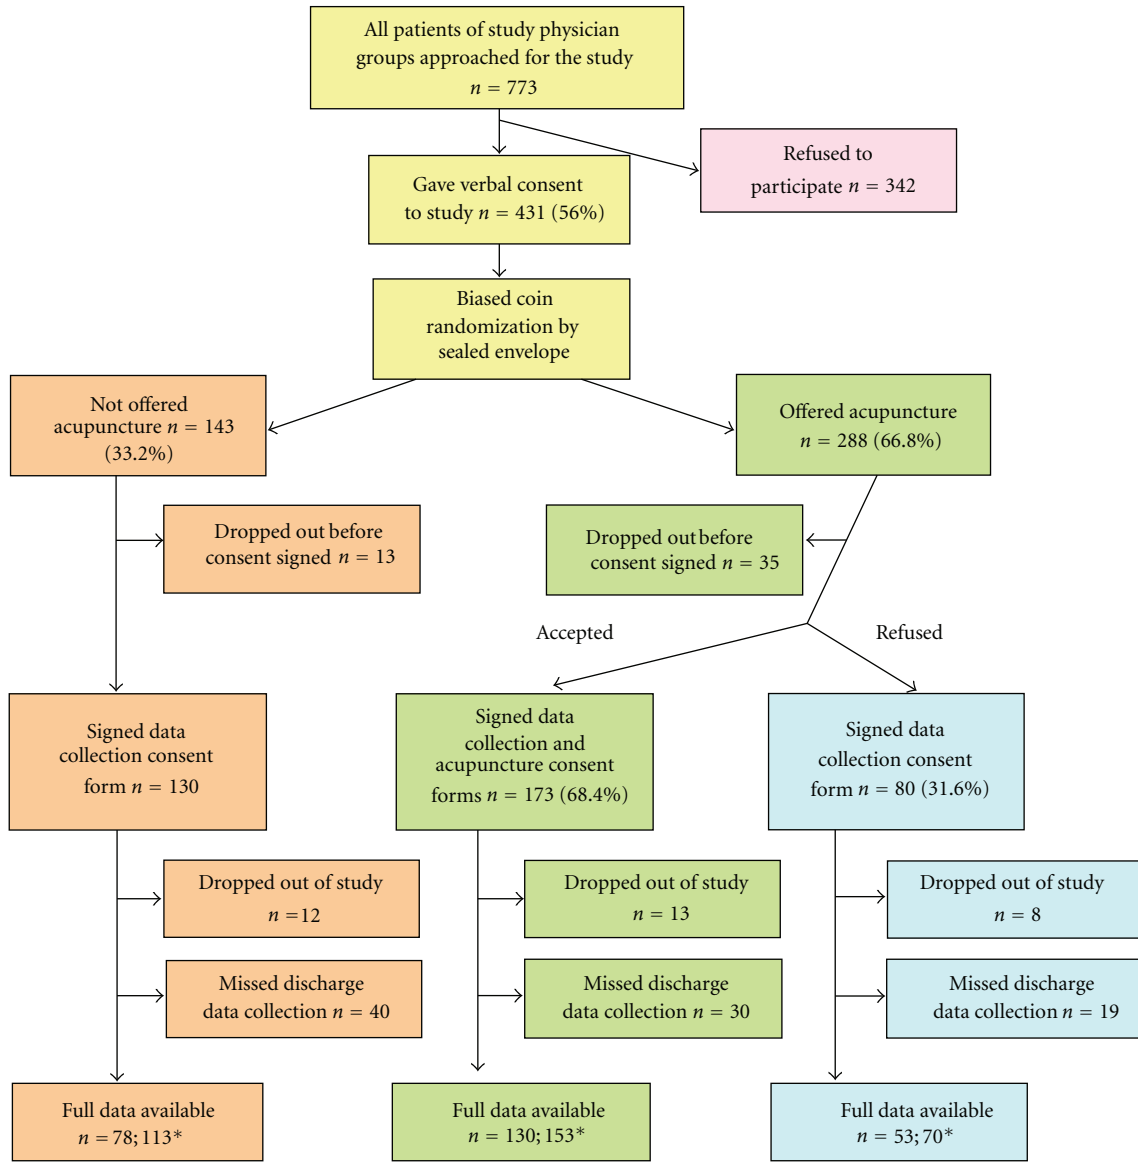 All patients of study physician
groups approached for the study
n = 773
Refused to
participate n = 342
Gave verbal consent
to study n = 431 (56%)
Biased coin
randomization by
sealed envelope
Not offered
acupuncture n = 143
(33.2%)
Offered acupuncture
n = 288 (66.8%)
Dropped out before
consent signed n = 13
Dropped out before
consent signed n = 35
Accepted
Refused
Signed data
collection consent
form n = 130
Signed data
collection and
acupuncture consent
forms n = 173 (68.4%)
Signed data
collection consent
form n = 80 (31.6%)
Dropped out of study
n =12
Dropped out of study
n = 13
Dropped out of study
n = 8
Missed discharge
data collection n = 40
Missed discharge
data collection n = 30
Missed discharge
data collection n = 19
Full data available
n = 78; 113*
Full data available
n = 130; 153*
Full data available
n = 53; 70*